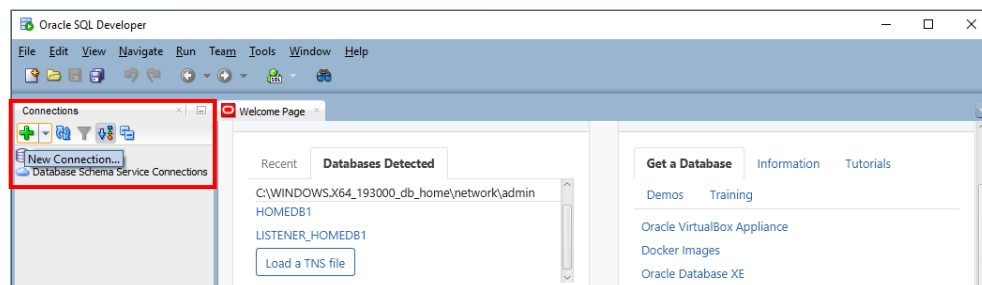 Oracle SQL Developer
File Edit View Navigate Run Team Tools Window Help
Connections
Welcome Page
New Connection...
Database Schema Service Connections
Recent
Databases Detected
C:\WINDOWS.X64_193000_db_home\network\admin
HOMEDB1
LISTENER_HOMEDB1
Load a TNS file
Get a Database
Information
Tutorials
Demos
Training
Oracle VirtualBox Appliance
Docker Images
Oracle Database XE